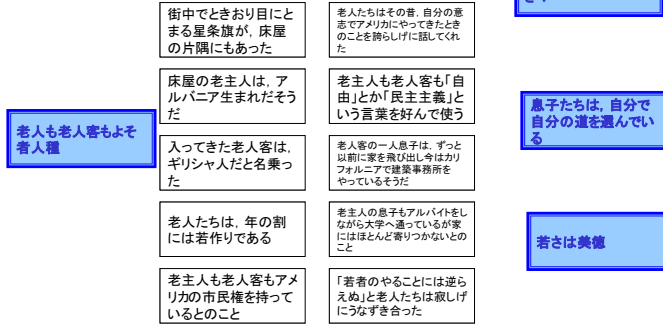 街中でときおり目にと
まる星条旗が，床屋
の片隅にもあった
老人たちはその昔，自分の意
志でアメリカにやってきたとき
のことを誇らしげに話してくれ
た
床屋の老主人は，ア
ルバニア生まれだそう
だ
老主人も老人客も「自
由」とか「民主主義」と
いう言葉を好んで使う
息子たちは，自分で
自分の道を選んでい
る
老人も老人客もよそ
者人種
入ってきた老人客は，
ギリシャ人だと名乗っ
た
老人客の一人息子は，ずっと
以前に家を飛び出し今はカリ
フォルニアで建築事務所を
やっているそうだ
老人たちは，年の割
には若作りである
老主人の息子もアルバイトをし
ながら大学へ通っているが家
にはほとんど寄りつかないとの
こと
若さは美徳
老主人も老人客もアメ
リカの市民権を持って
いるとのこと
「若者のやることには逆ら
えぬ」と老人たちは寂しげ
にうなずき合った